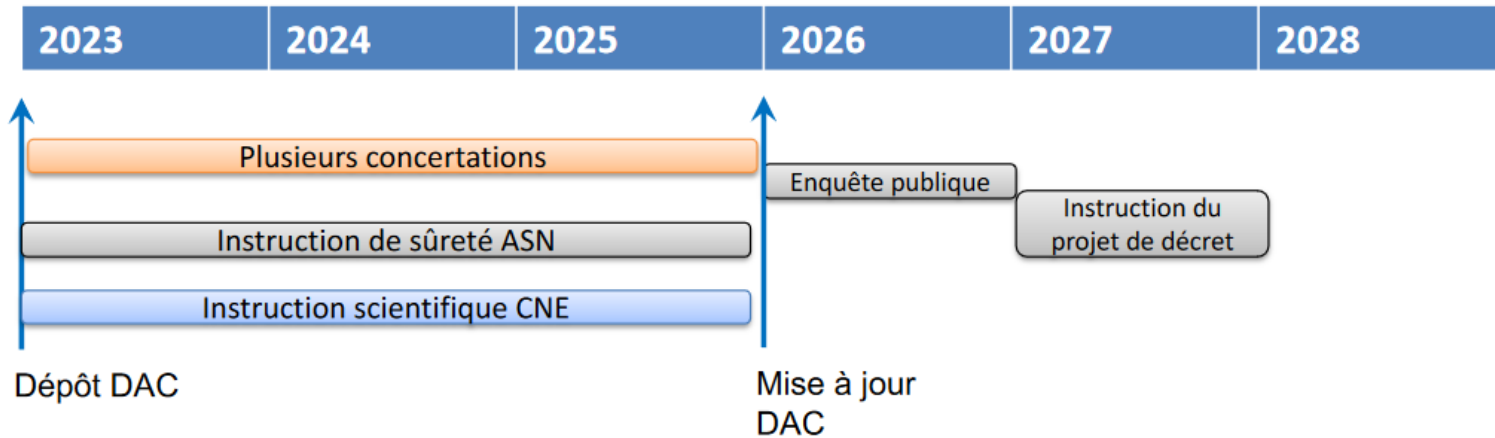 2023 2024 2025 2026 2027 2028
Plusieurs concertations
Enquête publique
Instruction du
projet de décret
Instruction de sûreté ASN
Instruction scientifique CNE
Dépôt DAC
Mise à jour
DAC